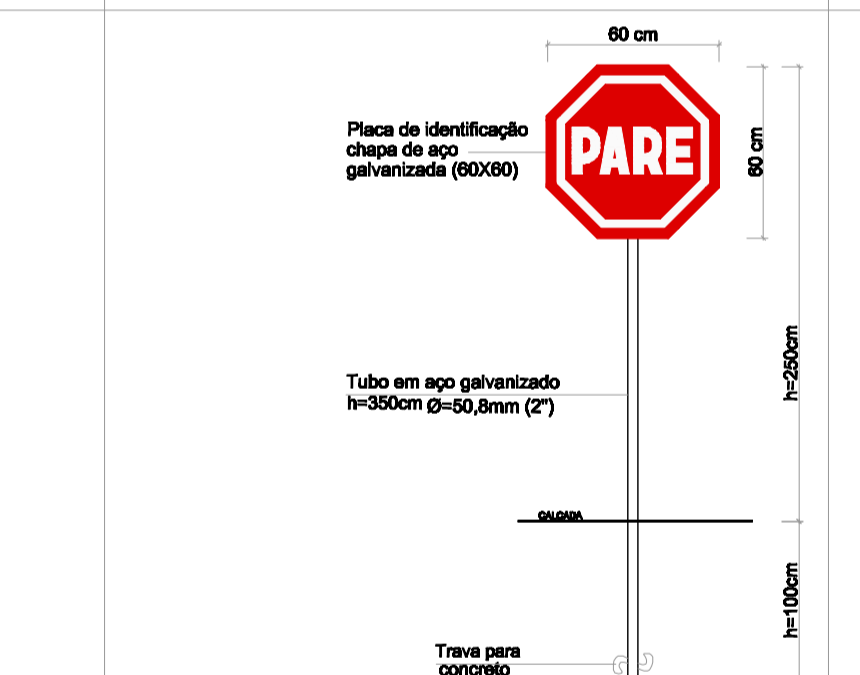 60 cm
Placa de identificação
chapa de aço
galvanizada (60X60)
PARE
60 cm
Tubo em aço galvanizado
h=350cm Ø=50,8mm (2")
h=250cm
CALÇADA
h=100cm
Trava para
concreto